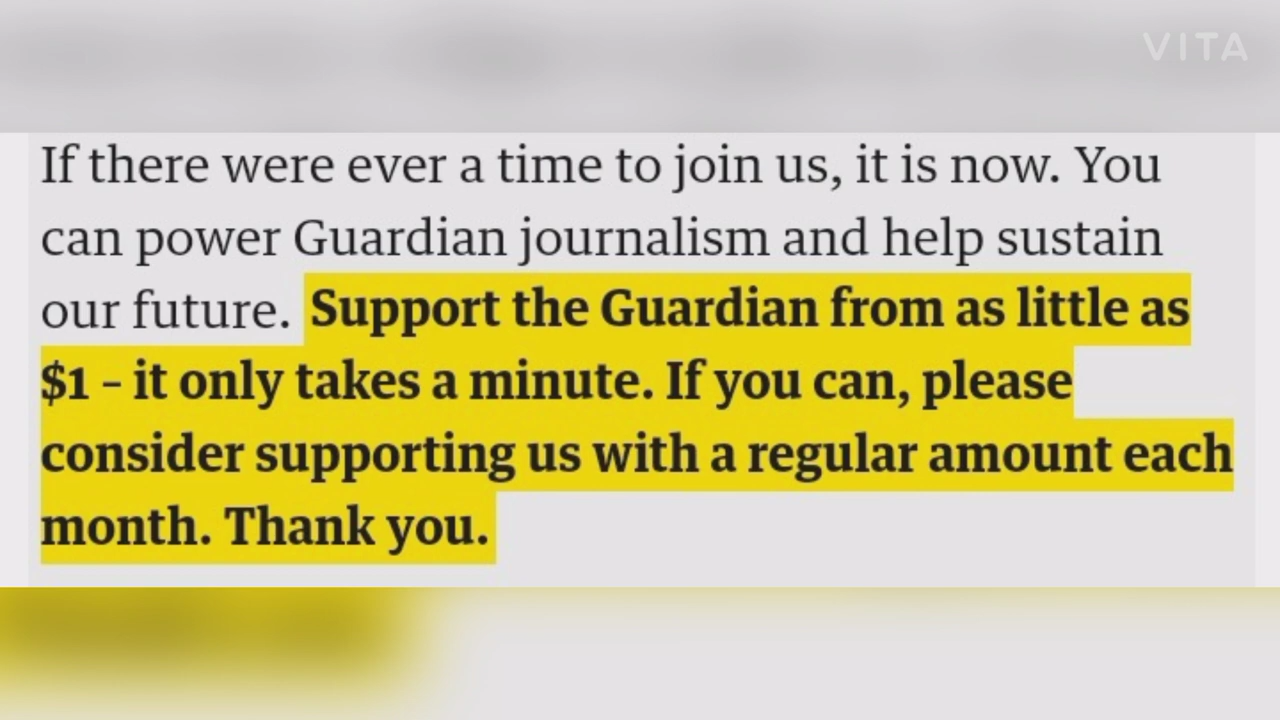 VITA
If there were ever a time to join us, it is now. You
can power Guardian journalism and help sustain
our future. Support the Guardian from as little as
$1 – it only takes a minute. If you can, please
consider supporting us with a regular amount each
month. Thank you.